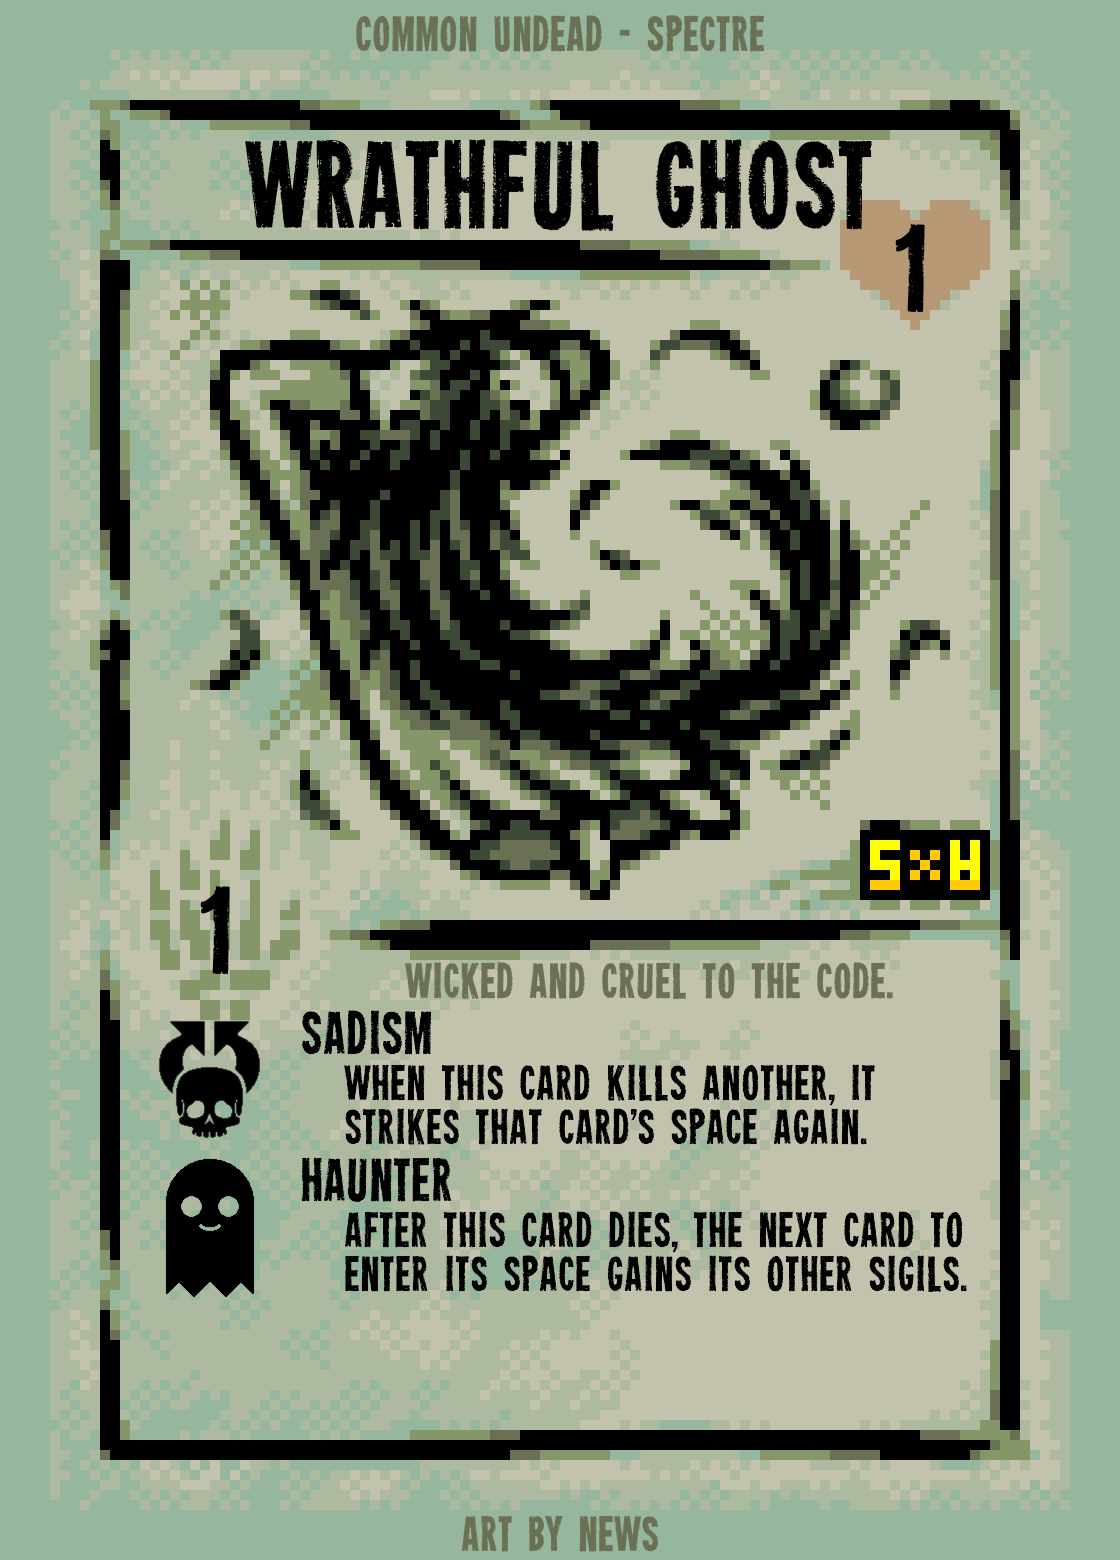 COMMON UNDEAD - SPECTRE
WRATHFUL GHOST
1
1
WICKED AND CRUEL TO THE CODE.
SADISM
WHEN THIS CARD KILLS ANOTHER, IT
STRIKES THAT CARD'S SPACE AGAIN.
HAUNTER
AFTER THIS CARD DIES, THE NEXT CARD TO
ENTER ITS SPACE GAINS ITS OTHER SIGILS.
ART BY NEWS